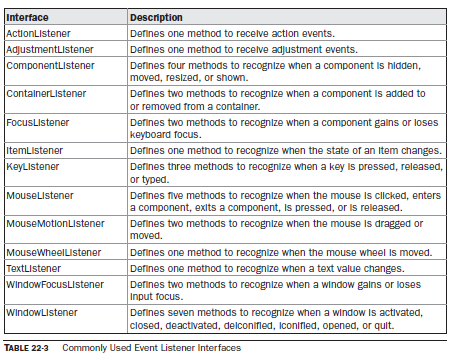 Interface Description
ActionListener Defines one method to receive action events.
AdjustmentListener Defines one method to receive adjustment events.
ComponentListener Defines four methods to recognize when a component is hidden,
moved, resized, or shown.
ContainerListener Defines two methods to recognize when a component is added to
or removed from a container.
FocusListener Defines two methods to recognize when a component gains or loses
keyboard focus.
ItemListener Defines one method to recognize when the state of an item changes.
KeyListener Defines three methods to recognize when a key is pressed, released,
or typed.
MouseListener Defines five methods to recognize when the mouse is clicked, enters
a component, exits a component, is pressed, or is released.
MouseMotionListener Defines two methods to recognize when the mouse is dragged or
moved.
MouseWheelListener Defines one method to recognize when the mouse wheel is moved.
TextListener Defines one method to recognize when a text value changes.
WindowFocusListener Defines two methods to recognize when a window gains or loses
input focus.
WindowListener Defines seven methods to recognize when a window is activated,
closed, deactivated, deiconified, iconified, opened, or quit.
TABLE 22-3 Commonly Used Event Listener Interfaces